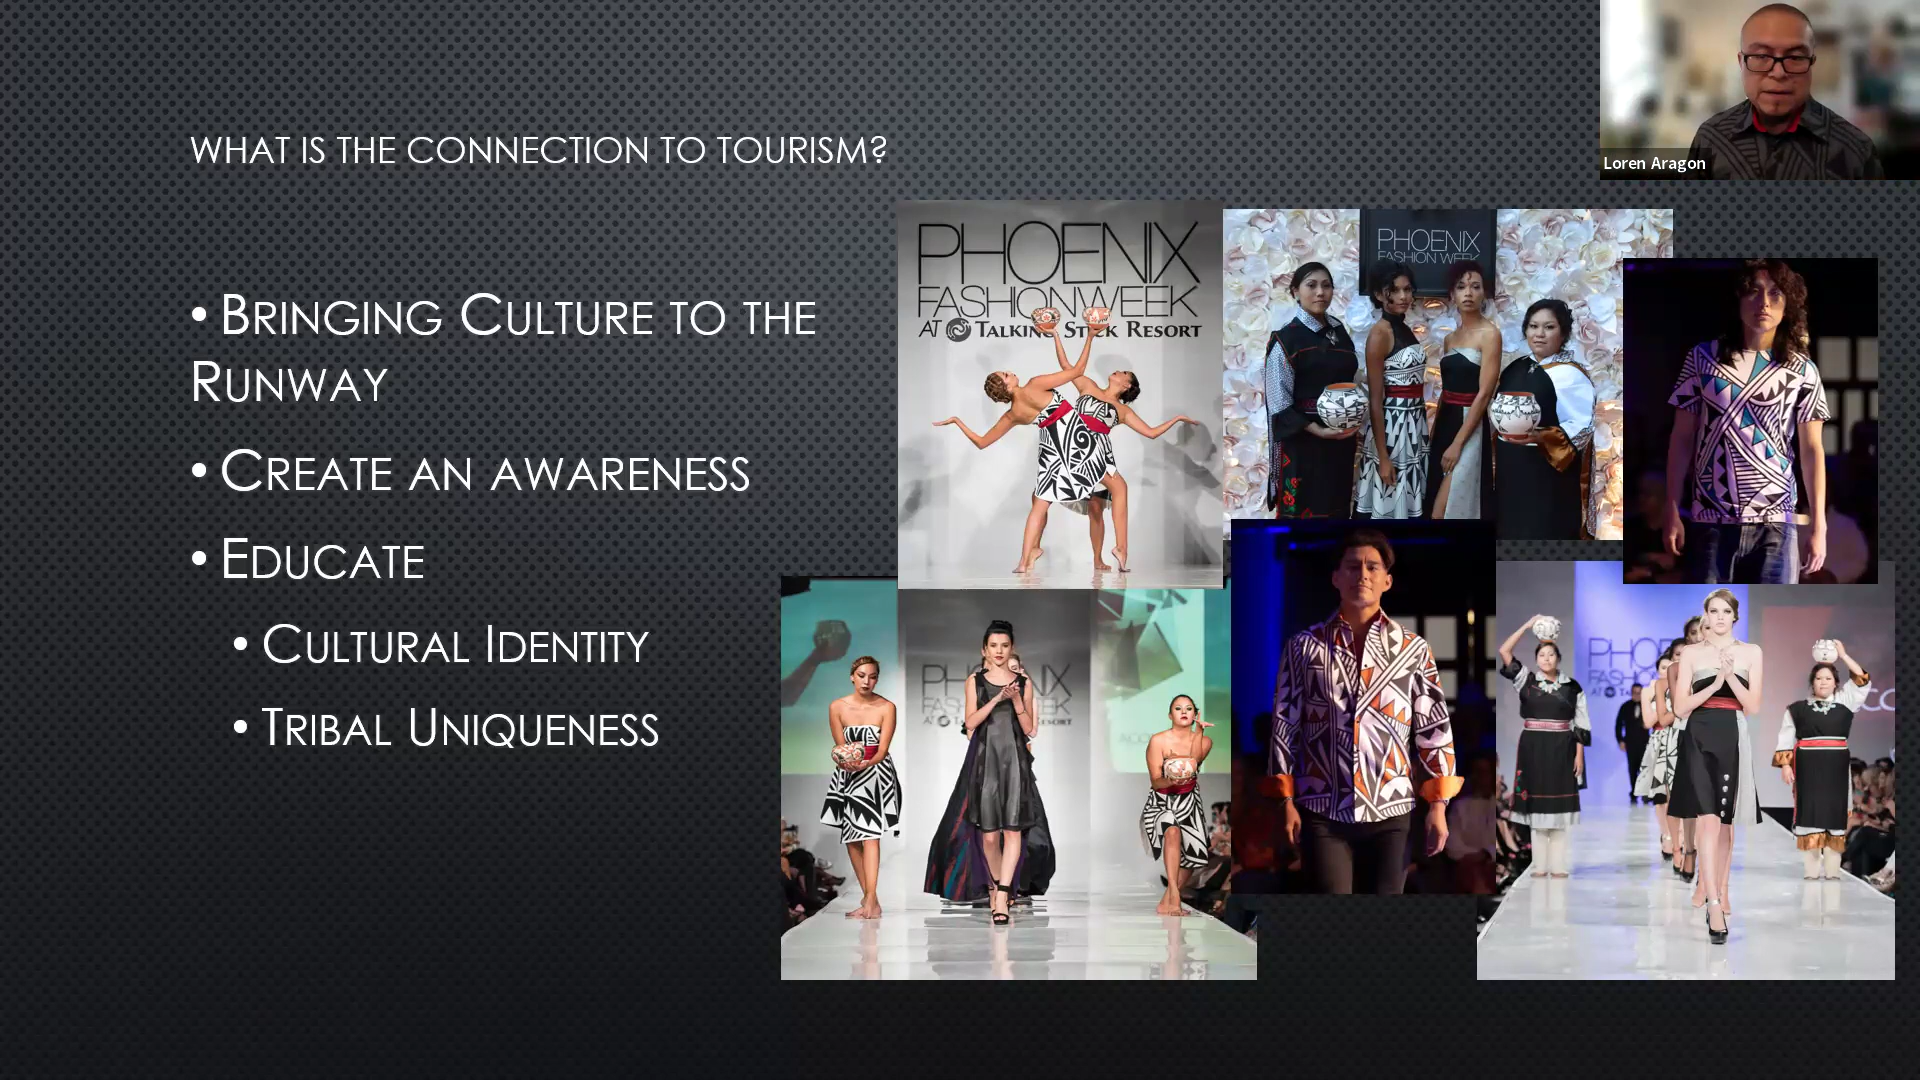 WHAT IS THE CONNECTION TO TOURISM?
• BRINGING CULTURE TO THE
RUNWAY
• CREATE AN AWARENESS
• EDUCATE
• CULTURAL IDENTITY
• TRIBAL UNIQUENESS
Loren Aragon
PHOENIX
FASHION WEEK
AT TALKING STICK RESORT
PHOENIX
FASHION WEEK